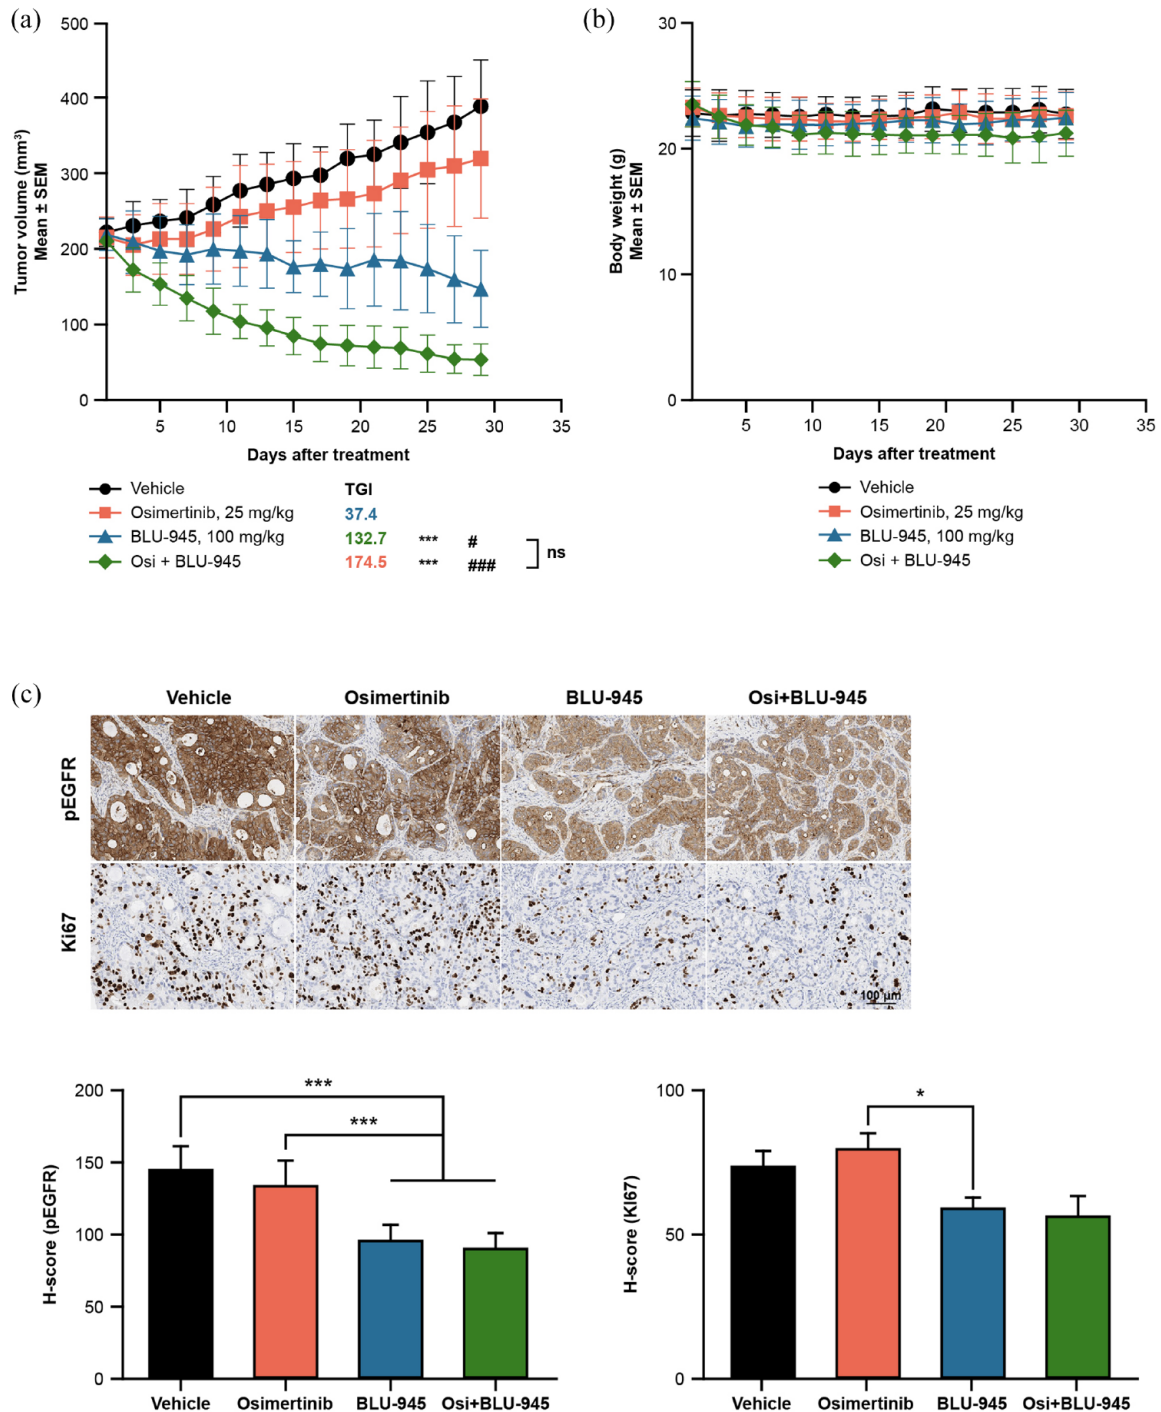 (a)
500
400
300
200
100
0
Tumor volume (mm³)
Mean ± SEM
5 10 15 20 25 30 35
Days after treatment
Vehicle TGI
Osimertinib, 25 mg/kg 37.4
BLU-945, 100 mg/kg 132.7 *** # ns
Osi + BLU-945 174.5 *** ###
(b)
30
20
10
0
Body weight (g)
Mean ± SEM
5 10 15 20 25 30 35
Days after treatment
Vehicle
Osimertinib, 25 mg/kg
BLU-945, 100 mg/kg
Osi + BLU-945
(c)
Vehicle Osimertinib BLU-945 Osi+BLU-945
pEGFR
Ki67
100 µm
200
150
100
50
0
H-score (pEGFR)
***
***
Vehicle Osimertinib BLU-945 Osi+BLU-945
100
50
0
H-score (KI67)
*
Vehicle Osimertinib BLU-945 Osi+BLU-945